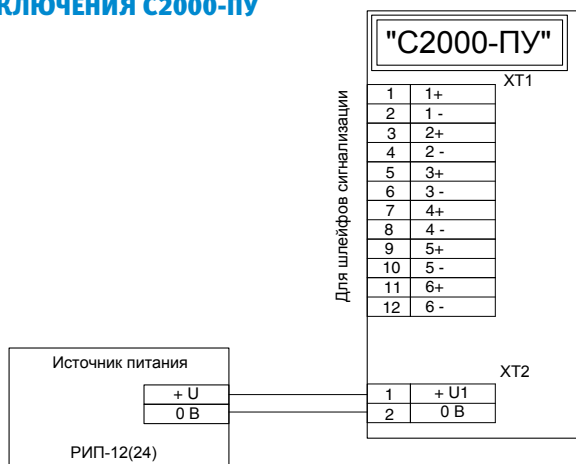 КЛЮЧЕНИЯ С2000-ПУ
"С2000-ПУ"
XT1
Для шлейфов сигнализации
1 1+
2 1 -
3 2+
4 2 -
5 3+
6 3 -
7 4+
8 4 -
9 5+
10 5 -
11 6+
12 6 -
Источник питания
+ U
0 В
РИП-12(24)
XT2
1 + U1
2 0 В